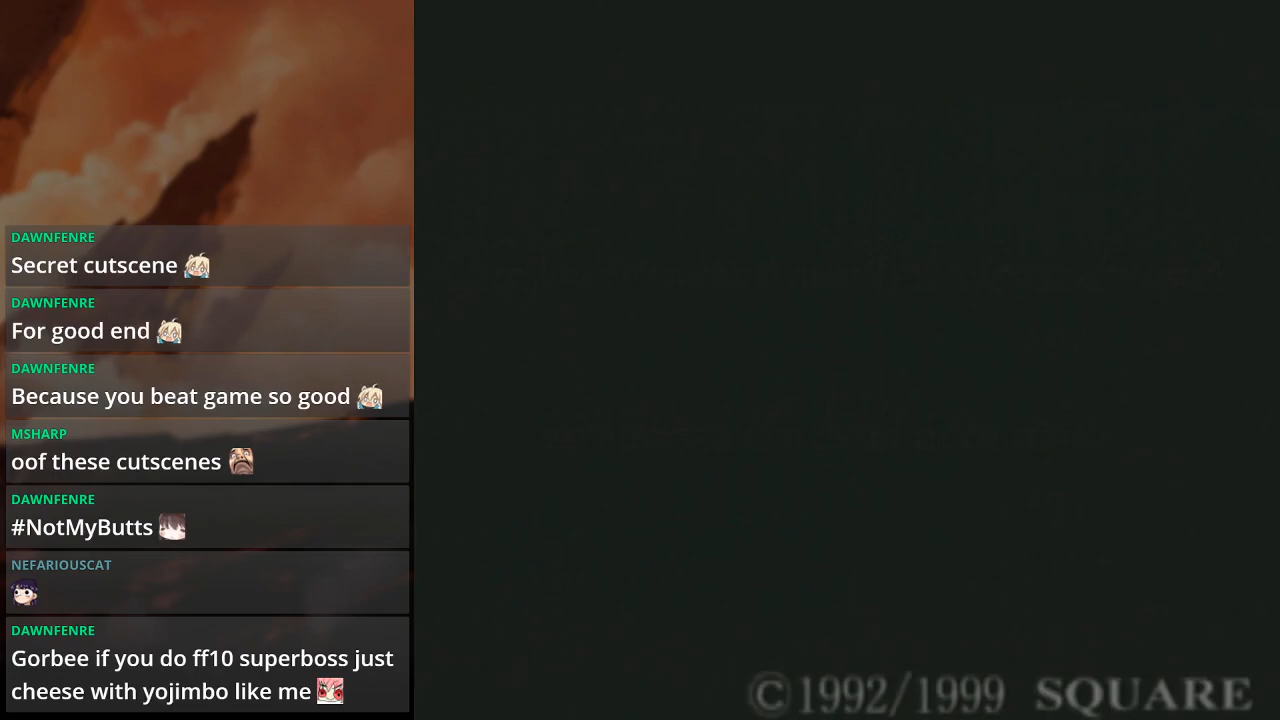 DAWNFENRE
Secret cutscene
DAWNFENRE
For good end
DAWNFENRE
Because you beat game so good
MSHARP
oof these cutscenes
DAWNFENRE
#NotMyButts
NEFARIOUSCAT
DAWNFENRE
Gorbee if you do ff10 superboss just
cheese with yojimbo like me
©1992/1999 SQUARE